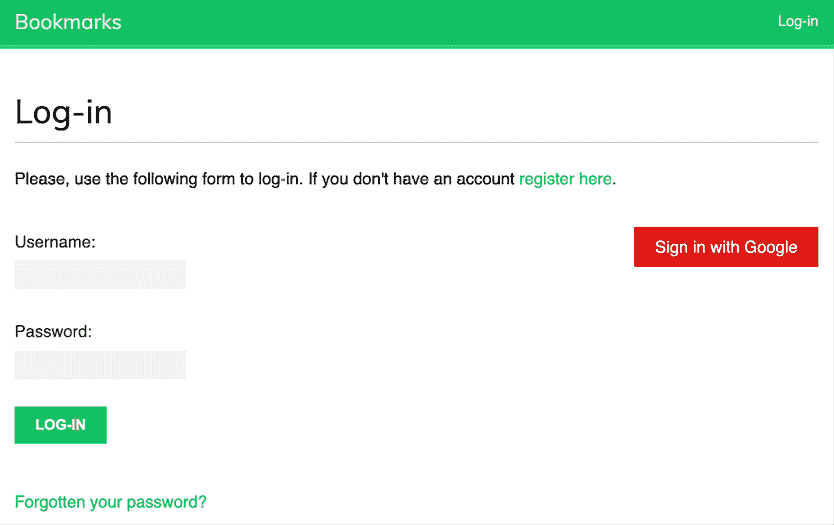 Bookmarks
Log-in
Log-in
Please, use the following form to log-in. If you don't have an account register here.
Username:
Sign in with Google
Password:
LOG-IN
Forgotten your password?